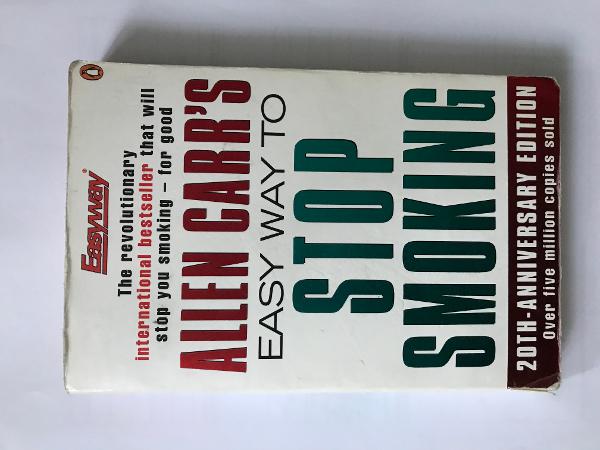 Easyway
The revolutionary
international bestseller that will
stop you smoking – for good
ALLEN CARR'S
EASY WAY TO
STOP
SMOKING
20TH-ANNIVERSARY EDITION
Over five million copies sold